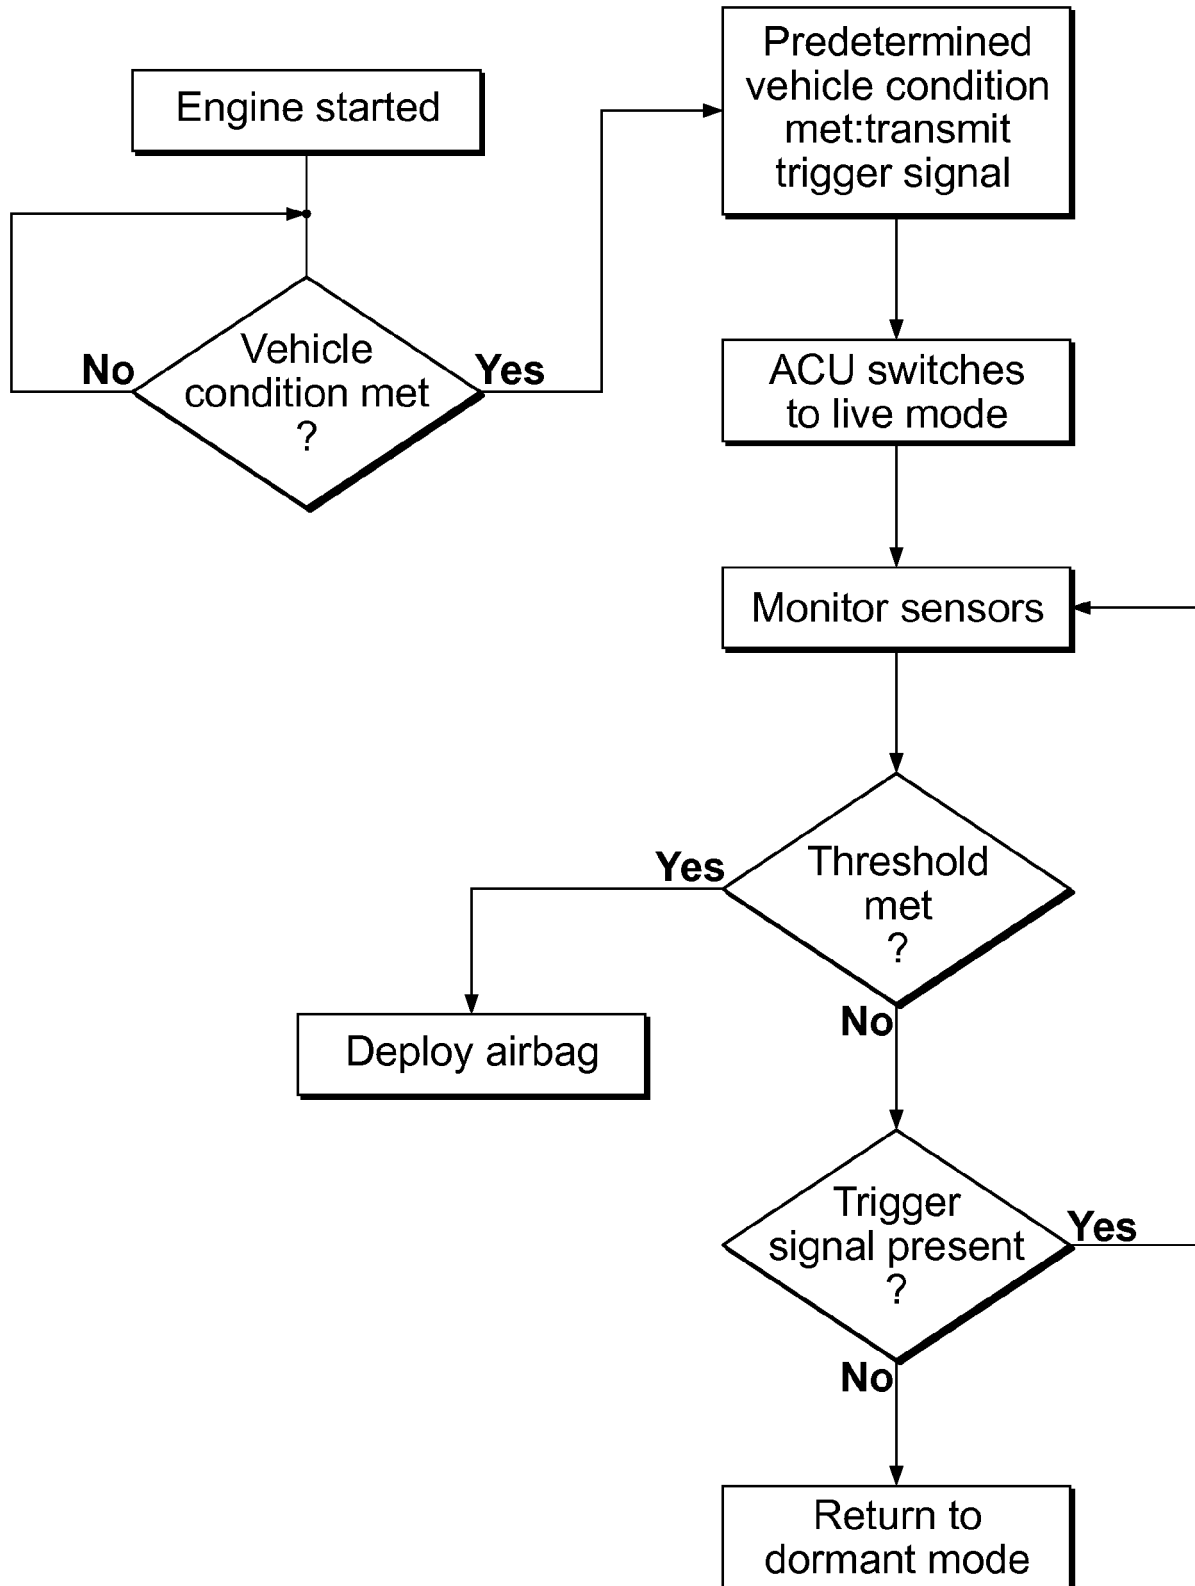 Engine started
Vehicle
condition met
?
No
Yes
Predetermined
vehicle condition
met:transmit
trigger signal
ACU switches
to live mode
Monitor sensors
Threshold
met
?
Yes
No
Deploy airbag
Trigger
signal present
?
Yes
No
Return to
dormant mode